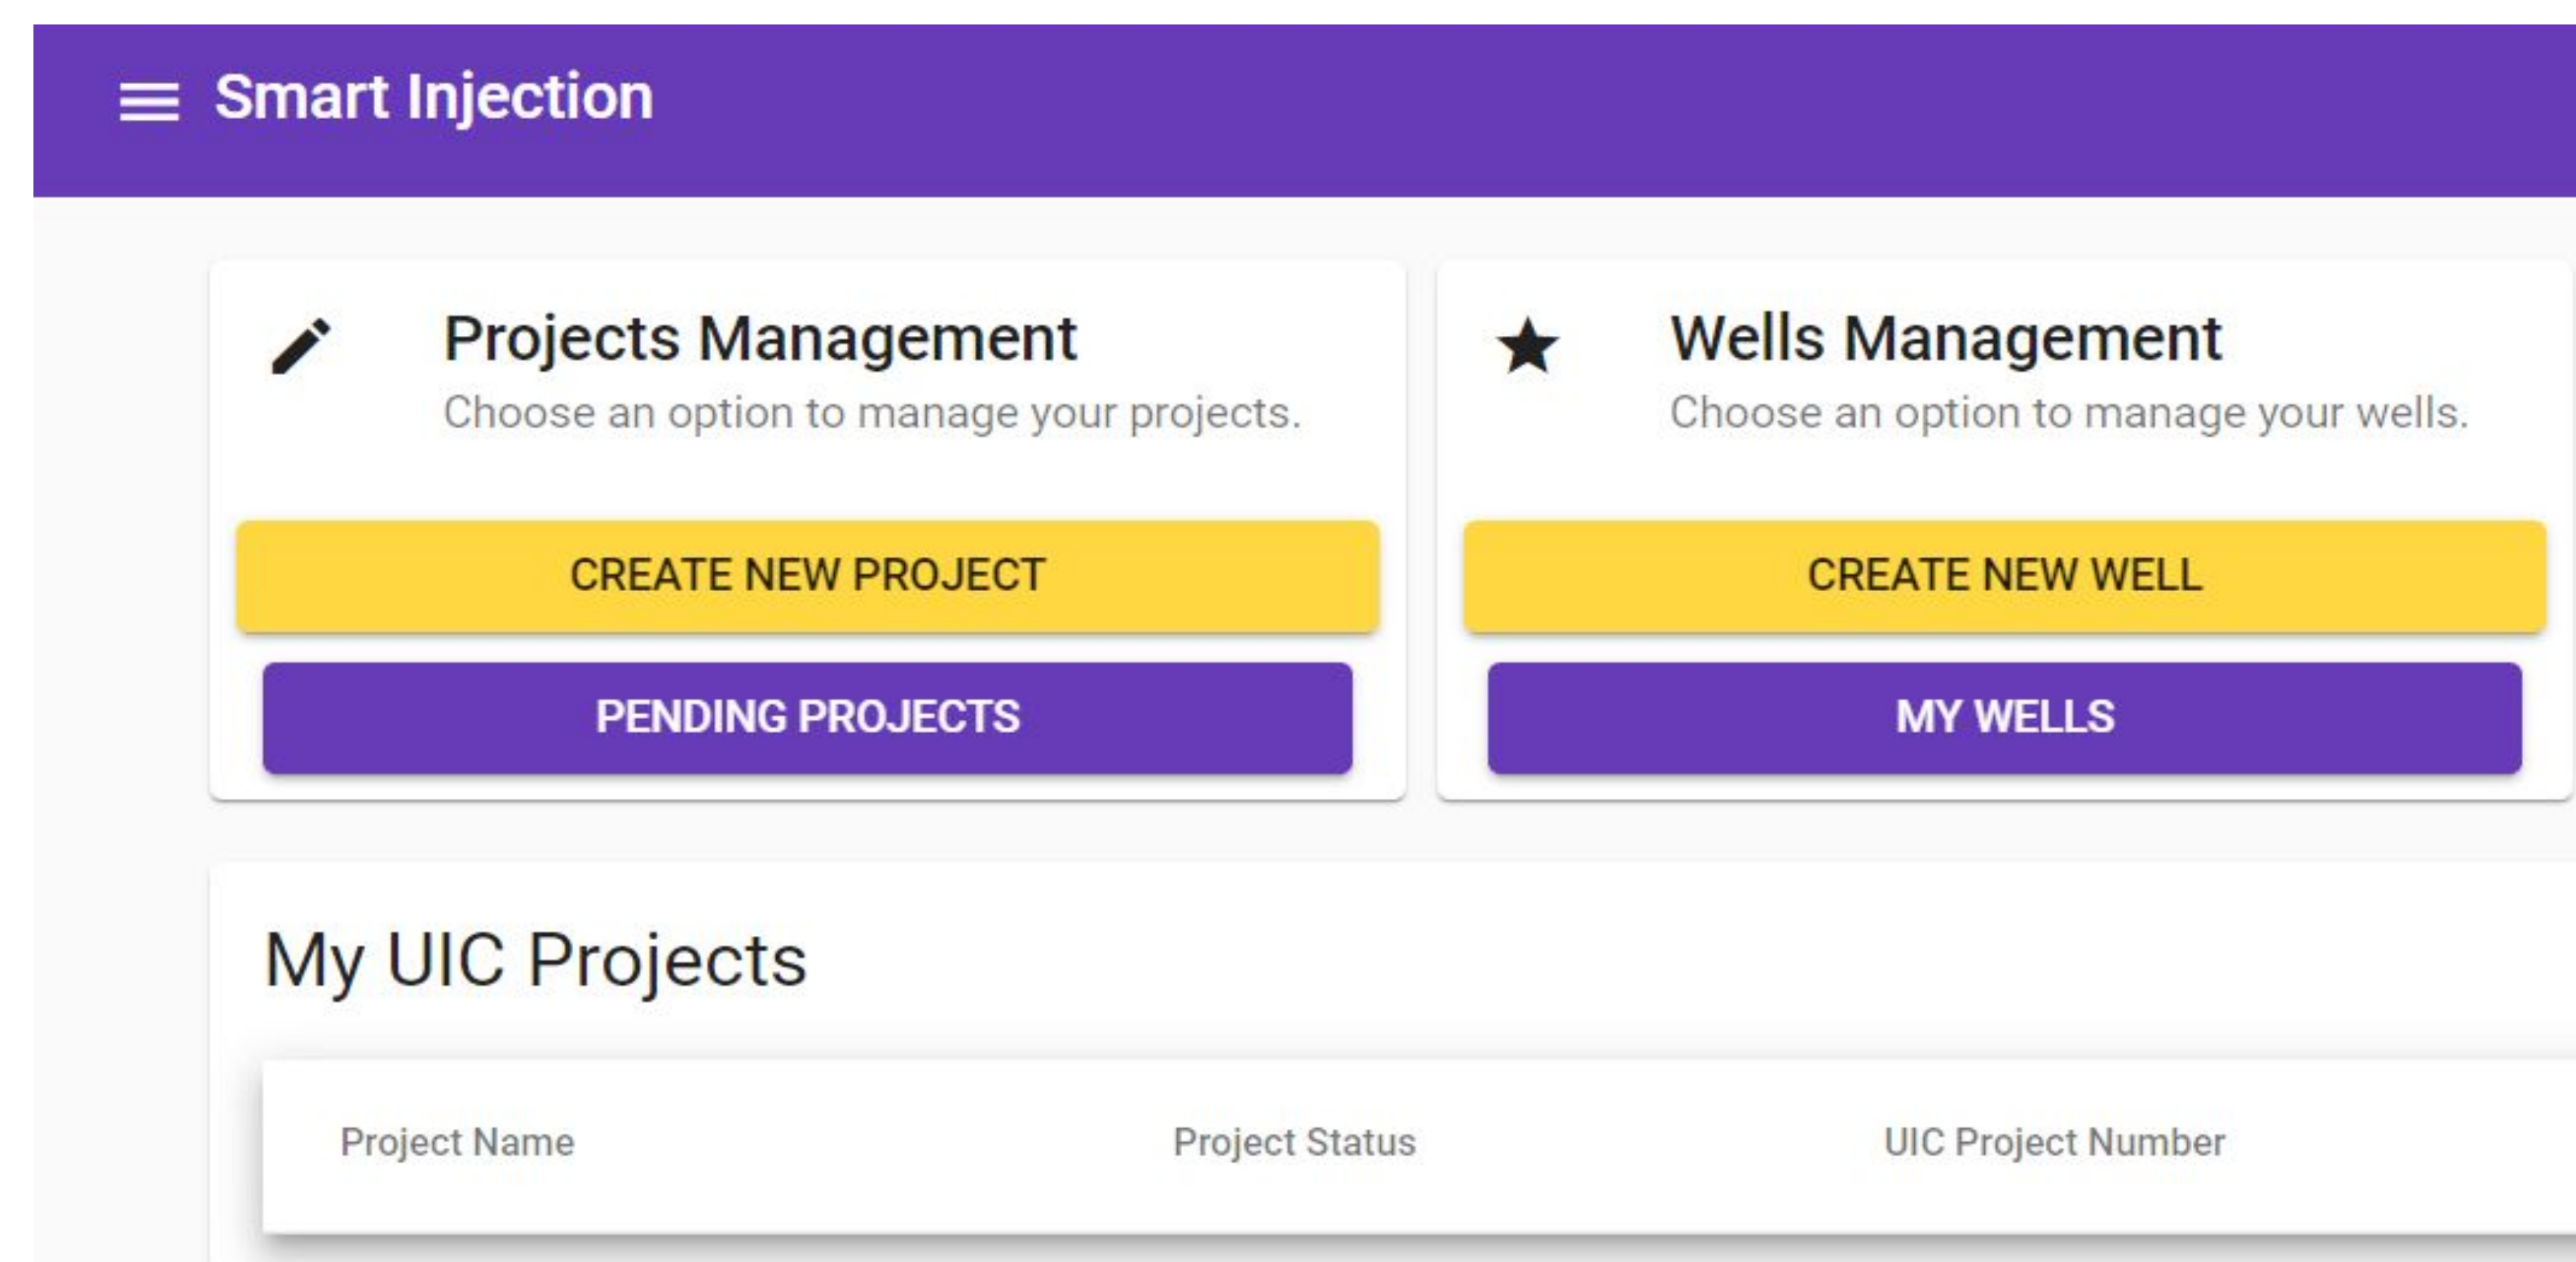 Smart Injection
Projects Management
Choose an option to manage your projects.
CREATE NEW PROJECT
PENDING PROJECTS
Wells Management
Choose an option to manage your wells.
CREATE NEW WELL
MY WELLS
My UIC Projects
Project Name Project Status UIC Project Number